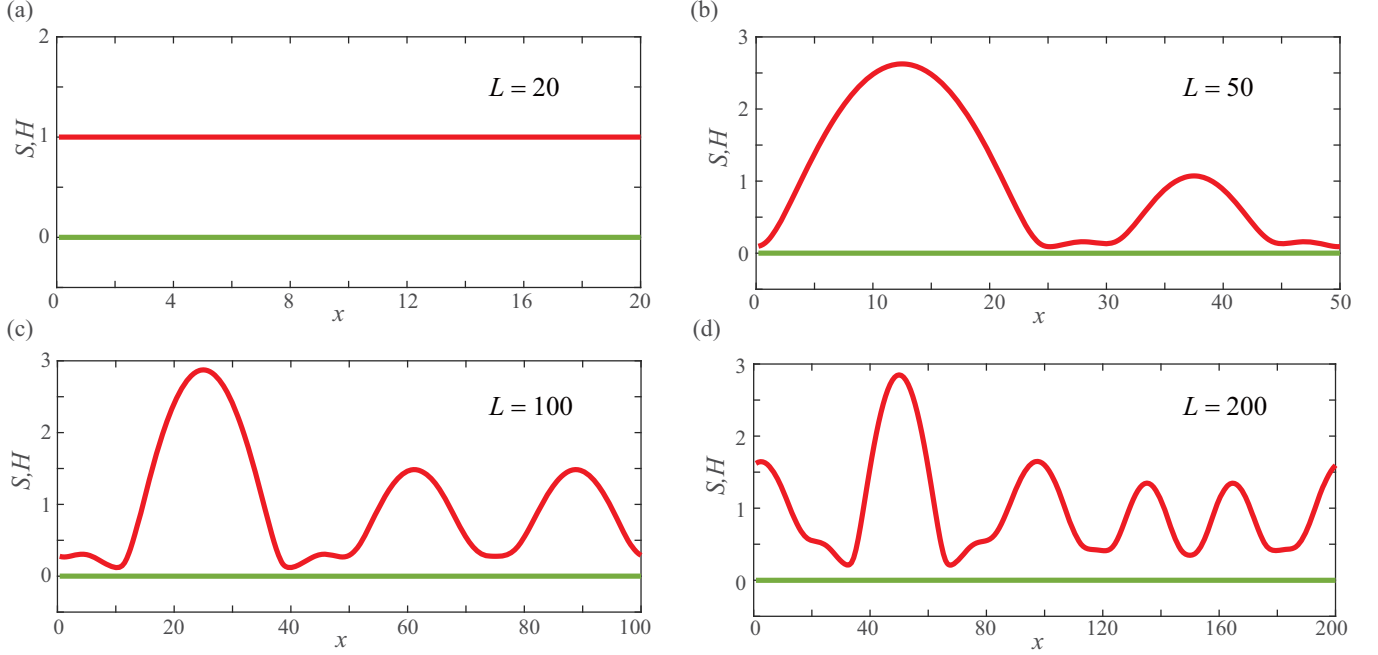 (a)
2
1
0
S,H
L = 20
0 4 8 12 16 20
x
(b)
3
2
1
0
S,H
L = 50
0 10 20 30 40 50
x
(c)
3
2
1
0
S,H
L = 100
0 20 40 60 80 100
x
(d)
3
2
1
0
S,H
L = 200
0 40 80 120 160 200
x